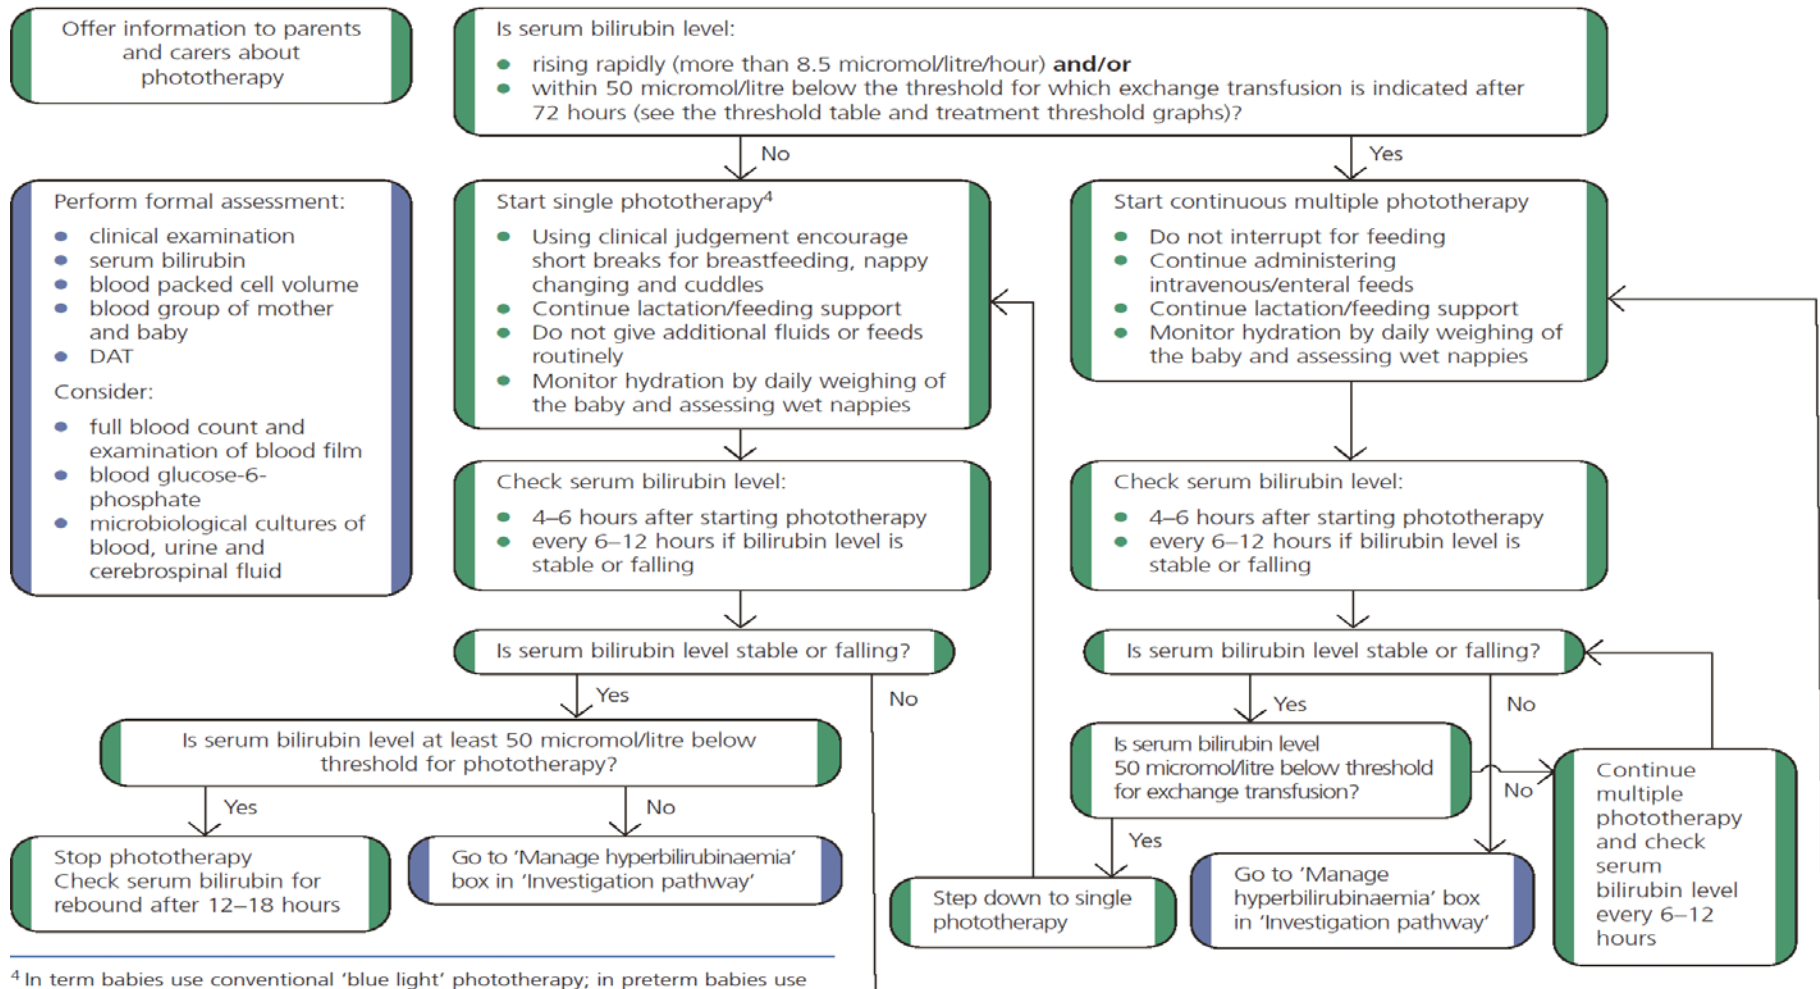 Offer information to parents
and carers about
phototherapy
Is serum bilirubin level:
• rising rapidly (more than 8.5 micromol/litre/hour) and/or
• within 50 micromol/litre below the threshold for which exchange transfusion is indicated after
72 hours (see the threshold table and treatment threshold graphs)?
No
Yes
Perform formal assessment:
• clinical examination
• serum bilirubin
• blood packed cell volume
• blood group of mother
and baby
• DAT
Consider:
• full blood count and
examination of blood film
• blood glucose-6-
phosphate
• microbiological cultures of
blood, urine and
cerebrospinal fluid
Start single phototherapy4
• Using clinical judgement encourage
short breaks for breastfeeding, nappy
changing and cuddles
• Continue lactation/feeding support
• Do not give additional fluids or feeds
routinely
• Monitor hydration by daily weighing of
the baby and assessing wet nappies
Start continuous multiple phototherapy
• Do not interrupt for feeding
• Continue administering
intravenous/enteral feeds
• Continue lactation/feeding support
• Monitor hydration by daily weighing of
the baby and assessing wet nappies
Check serum bilirubin level:
• 4–6 hours after starting phototherapy
• every 6–12 hours if bilirubin level is
stable or falling
Check serum bilirubin level:
• 4–6 hours after starting phototherapy
• every 6–12 hours if bilirubin level is
stable or falling
Is serum bilirubin level stable or falling?
Is serum bilirubin level stable or falling?
Yes
No
Yes
No
Is serum bilirubin level at least 50 micromol/litre below
threshold for phototherapy?
Is serum bilirubin level
50 micromol/litre below threshold
for exchange transfusion?
No
Continue
multiple
phototherapy
and check
serum
bilirubin level
every 6–12
hours
Yes
No
Yes
Stop phototherapy
Check serum bilirubin for
rebound after 12–18 hours
Go to ‘Manage hyperbilirubinaemia’
box in ‘Investigation pathway’
Step down to single
phototherapy
Go to ‘Manage
hyperbilirubinaemia’ box
in ‘Investigation pathway’
4 In term babies use conventional ‘blue light’ phototherapy; in preterm babies use